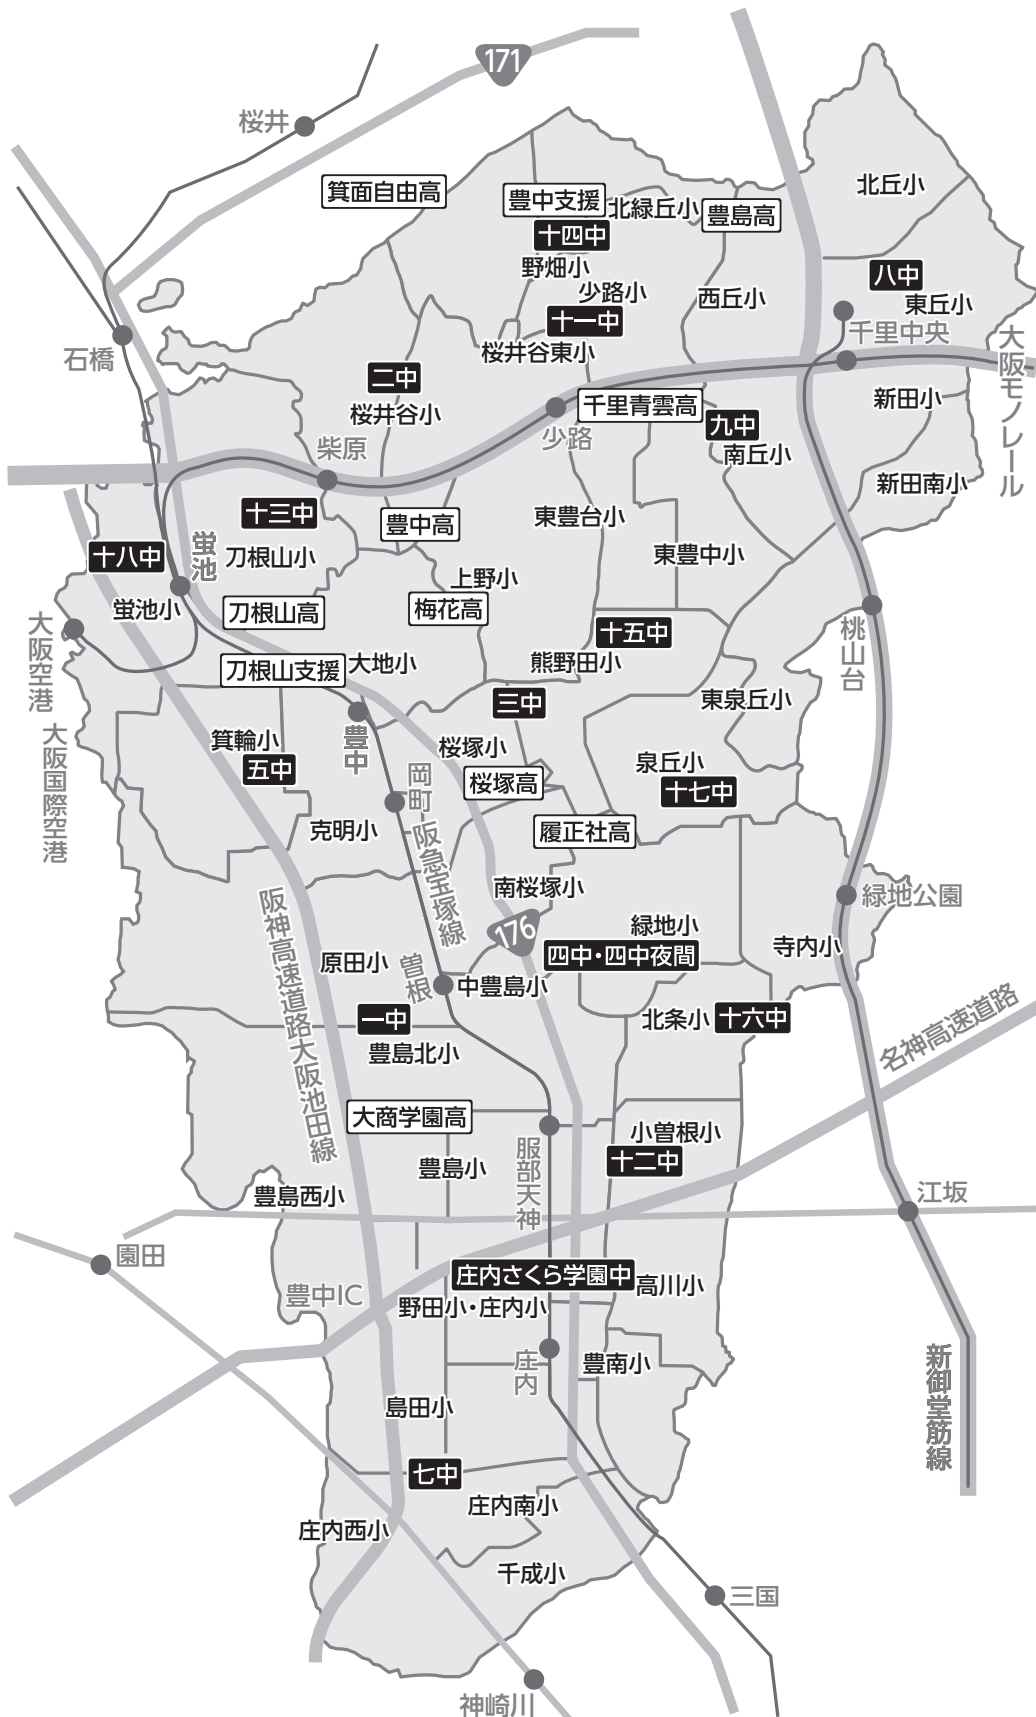 171
桜井
箕面自由高
豊中支援
北緑丘小
豊島高
北丘小
十四中
野畑小
少路小
西丘小
八中
東丘小
十一中
千里中央
石橋
桜井谷東小
大阪モノレール
二中
桜井谷小
千里青雲高
新田小
柴原
少路
九中
南丘小
新田南小
十三中
豊中高
東豊台小
十八中
蛍池
刀根山小
東豊中小
上野小
蛍池小
刀根山高
梅花高
大阪空港
十五中
桃山台
刀根山支援
大地小
熊野田小
三中
東泉丘小
大阪国際空港
箕輪小
豊中
桜塚小
五中
岡町
桜塚高
泉丘小
十七中
克明小
阪急宝塚線
履正社高
南桜塚小
緑地公園
阪神高速道路大阪池田線
176
緑地小
四中・四中夜間
寺内小
原田小
曽根
中豊島小
一中
北条小
十六中
名神高速道路
豊島北小
大商学園高
小曽根小
服部天神
十二中
豊島小
豊島西小
江坂
園田
豊中IC
庄内さくら学園中
高川小
野田小・庄内小
庄内
豊南小
新御堂筋線
島田小
七中
庄内南小
庄内西小
千成小
三国
神崎川